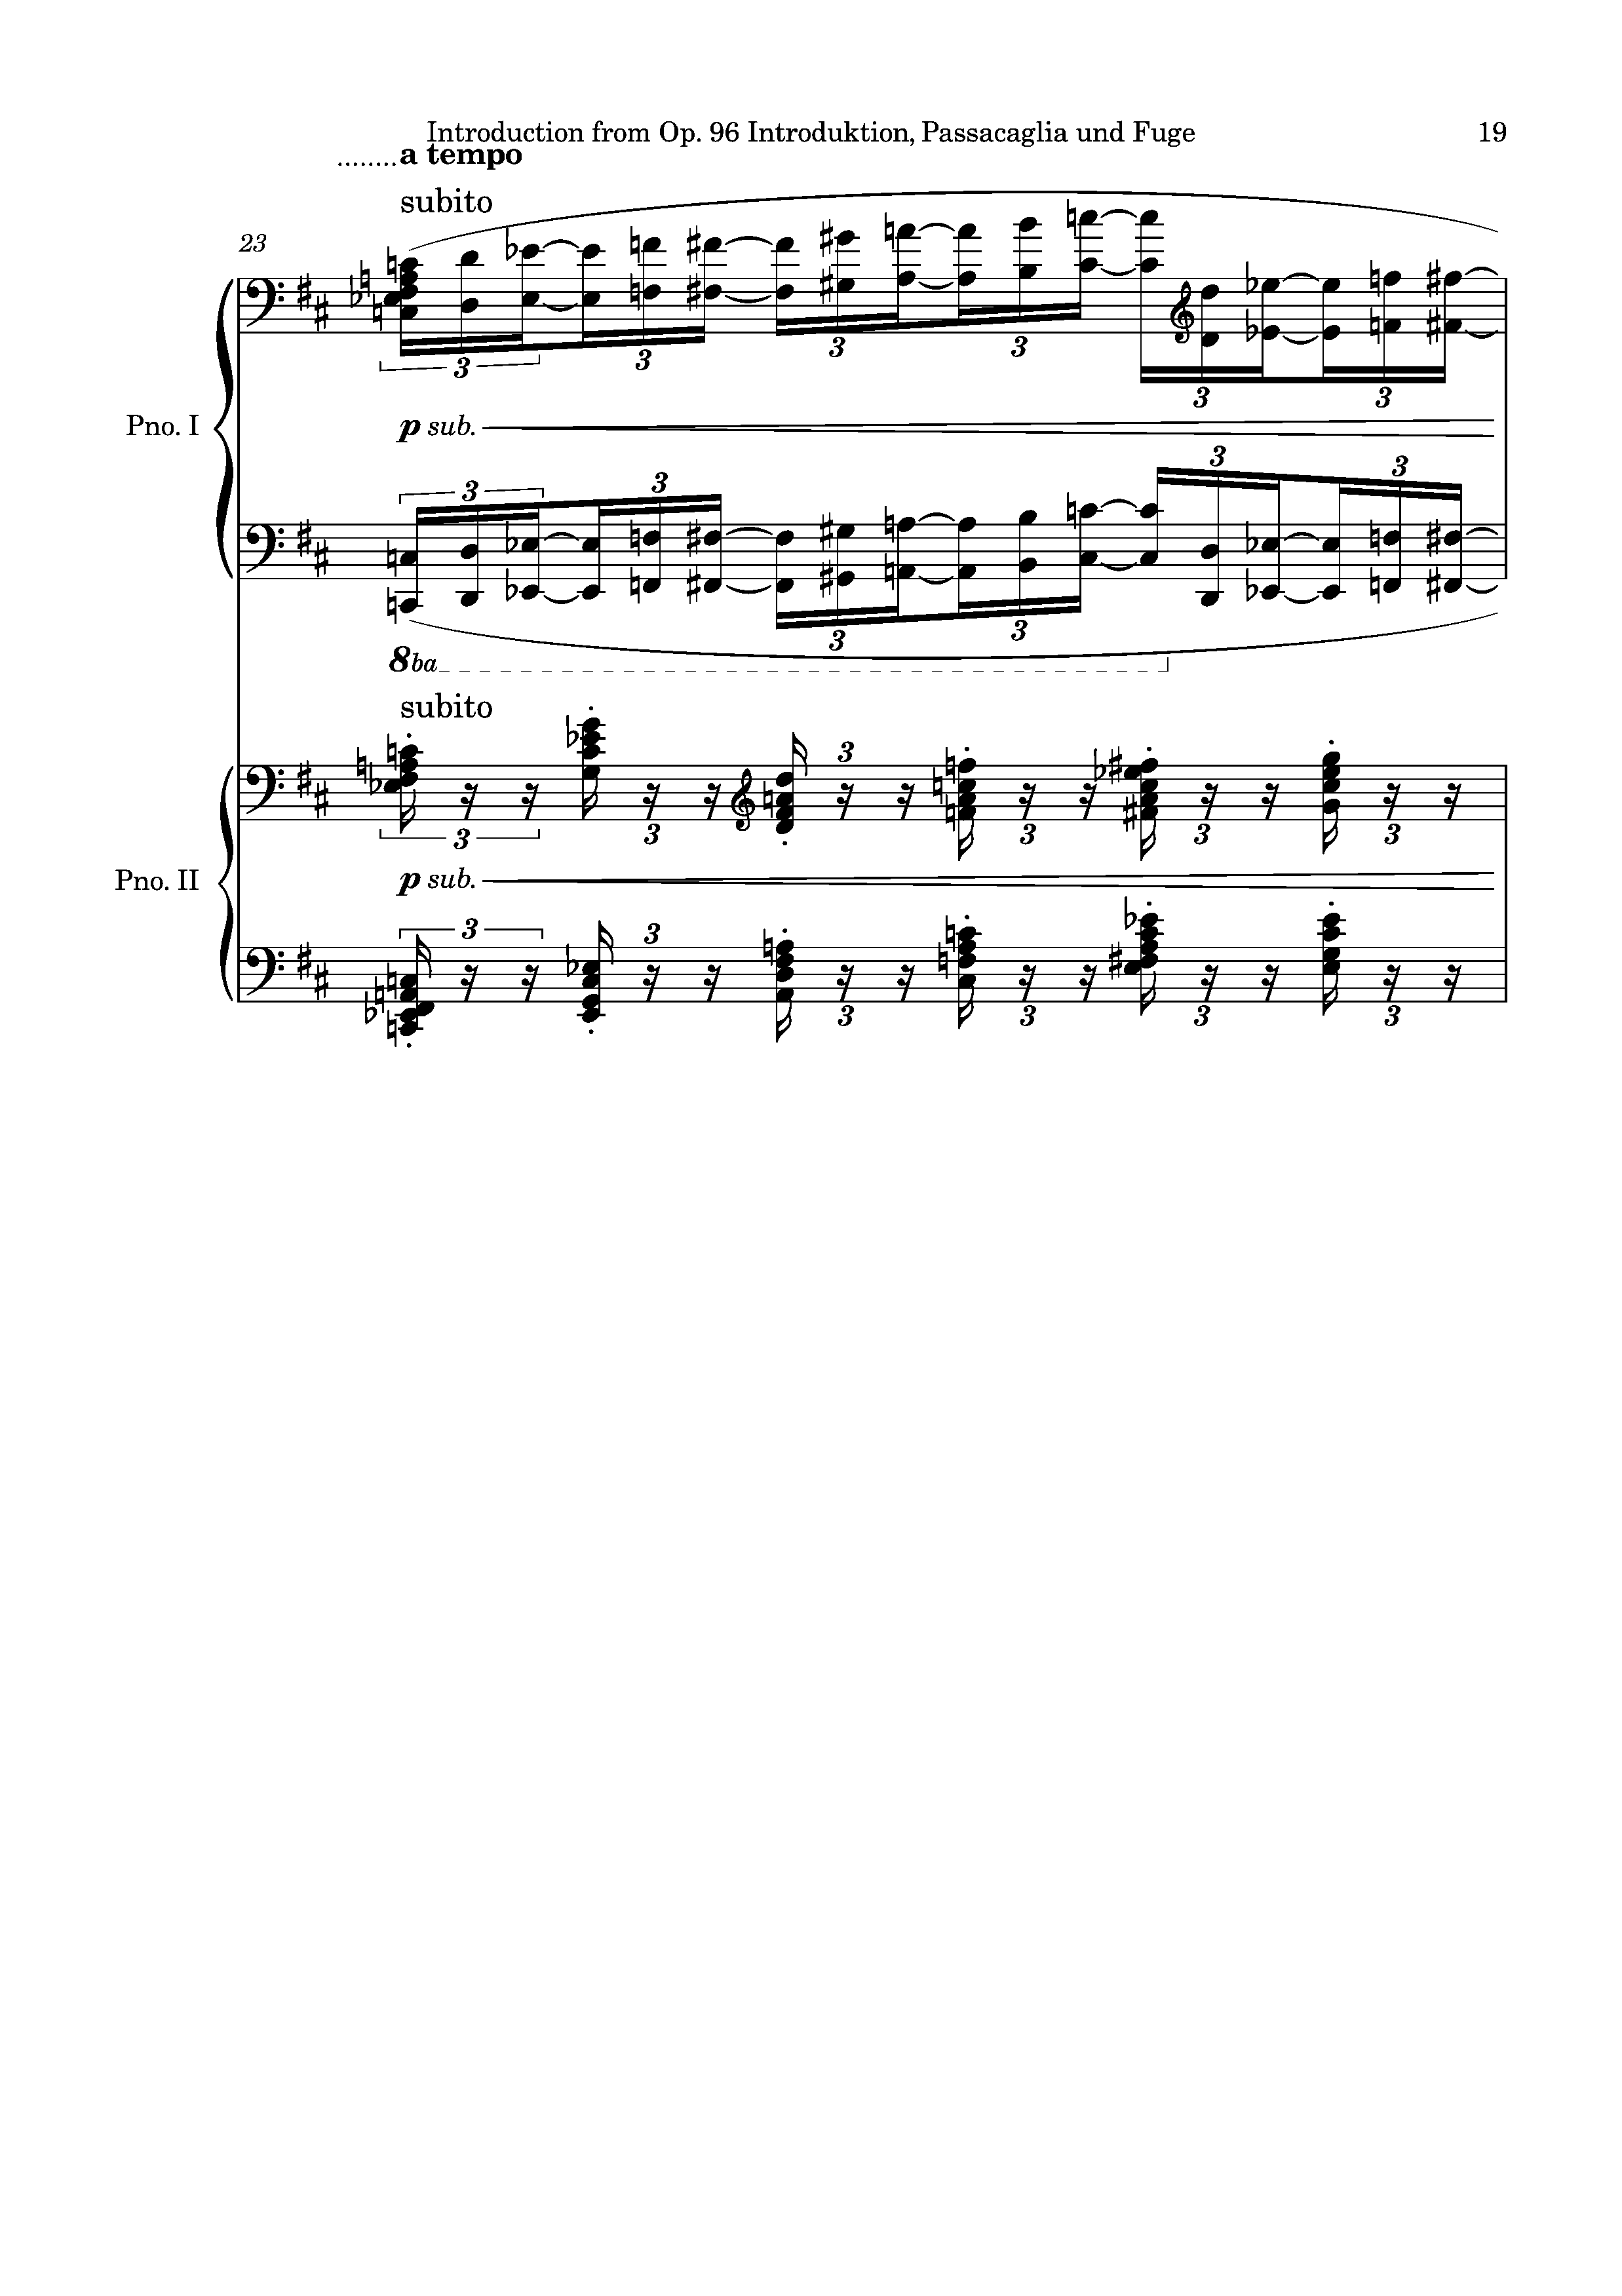 Introduction from Op. 96 Introduktion, Passacaglia und Fuge 19
........a tempo
subito
23
3 3 3 3 3 3
Pno. I
p sub.
3 3 3 3 3 3
8ba
subito
3 3 3 3 3 3
Pno. II
p sub.
3 3 3 3 3 3